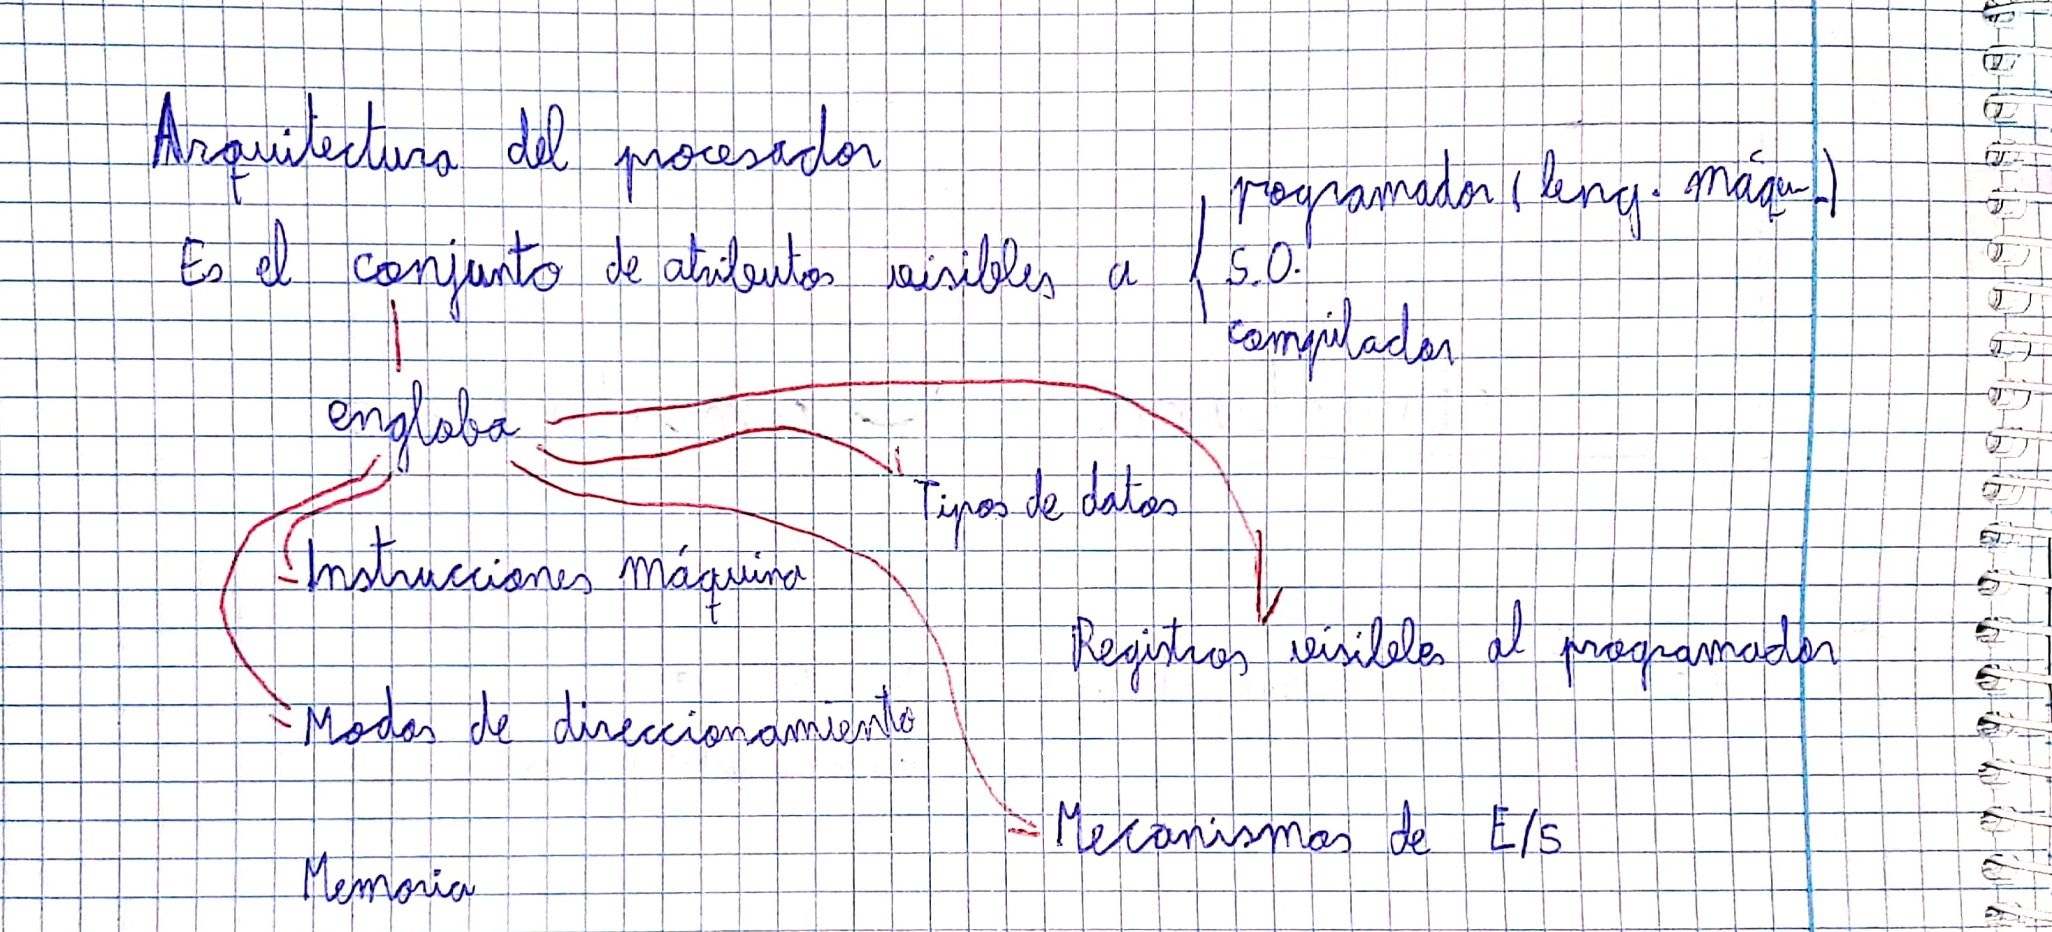 Arquitectura del procesador
programador (leng. máqu.)
Es el conjunto de atributos visibles a { S.O.
compilador
engloba
Tipos de datos
Instrucciones máquina
Registros visibles al programador
Modos de direccionamiento
Mecanismos de E/S
Memoria